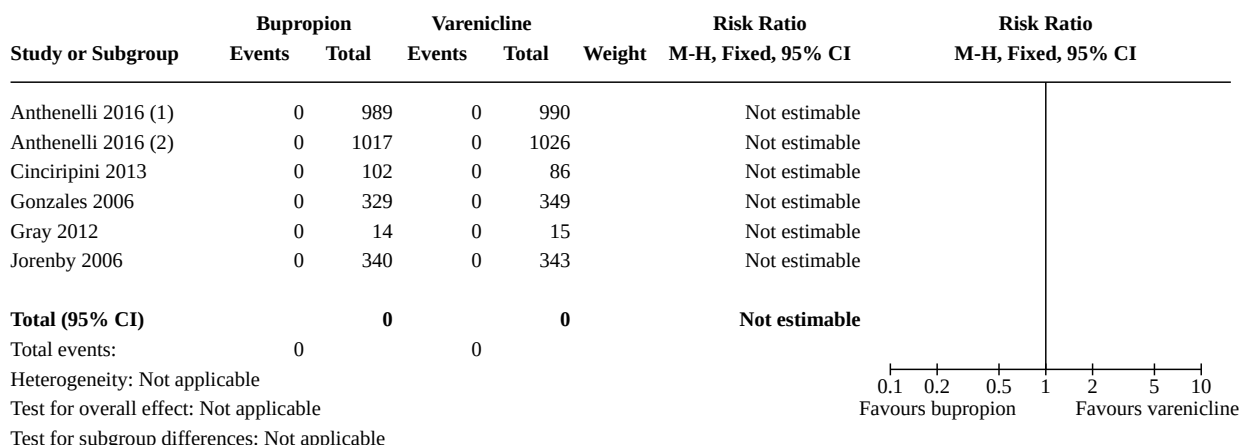 Bupropion Varenicline Risk Ratio Risk Ratio
Study or Subgroup Events Total Events Total Weight M-H, Fixed, 95% CI M-H, Fixed, 95% CI
Anthenelli 2016 (1) 0 989 0 990 Not estimable
Anthenelli 2016 (2) 0 1017 0 1026 Not estimable
Cinciripini 2013 0 102 0 86 Not estimable
Gonzales 2006 0 329 0 349 Not estimable
Gray 2012 0 14 0 15 Not estimable
Jorenby 2006 0 340 0 343 Not estimable
Total (95% CI) 0 0 Not estimable
Total events: 0 0
Heterogeneity: Not applicable
0.1 0.2 0.5 1 2 5 10
Test for overall effect: Not applicable Favours bupropion Favours varenicline
Test for subgroup differences: Not applicable